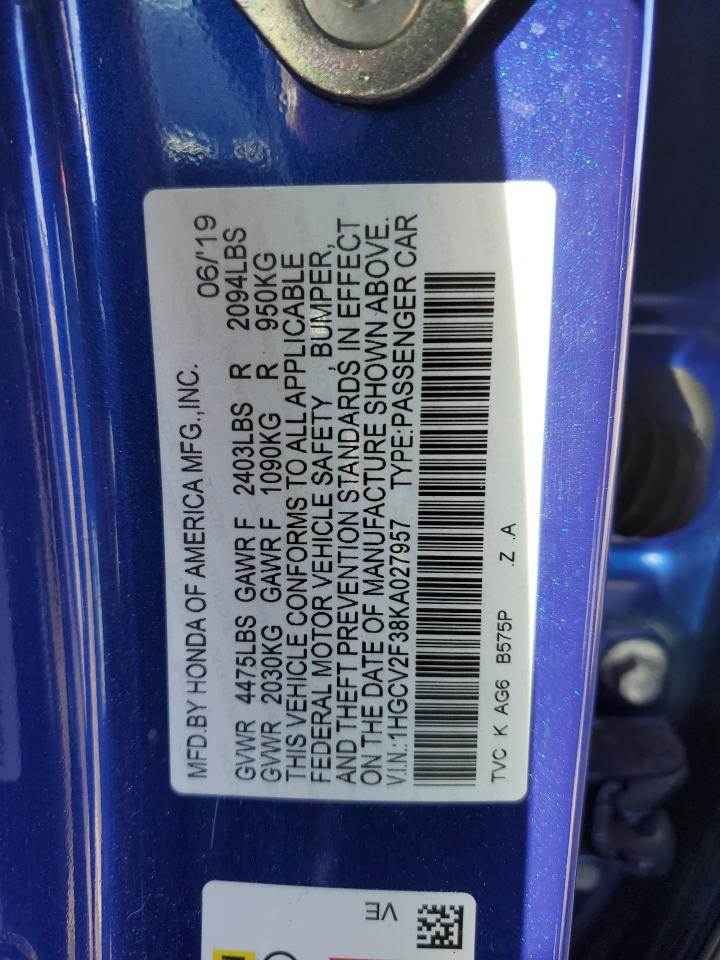 MFD.BY HONDA OF AMERICA MFG.,INC. 06/'19
GVWR 4475LBS GAWR F 2403LBS R 2094LBS
GVWR 2030KG GAWR F 1090KG R 950KG
THIS VEHICLE CONFORMS TO ALL APPLICABLE
FEDERAL MOTOR VEHICLE SAFETY , BUMPER,
AND THEFT PREVENTION STANDARDS IN EFFECT
ON THE DATE OF MANUFACTURE SHOWN ABOVE.
V.I.N.:1HGCV2F38KA027957 TYPE:PASSENGER CAR
TVC K AG6 B575P .Z .A
VE